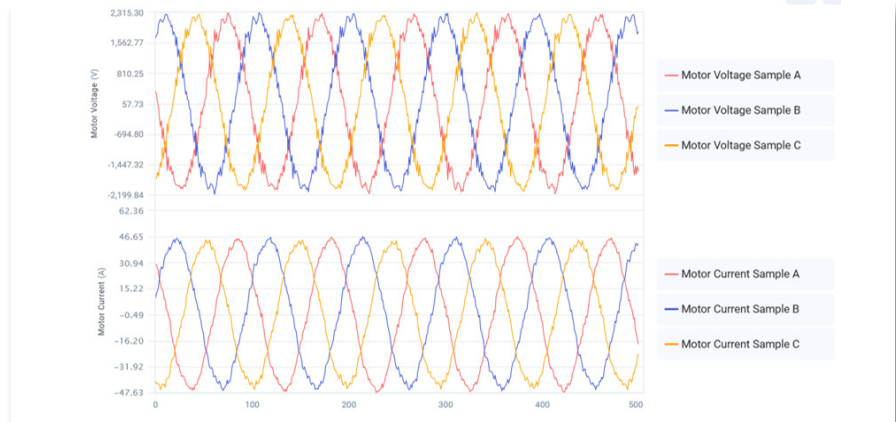 2,315.30
1,562.77
810.25
57.73
-694.80
-1,447.32
-2,199.84
Motor Voltage (V)
Motor Voltage Sample A
Motor Voltage Sample B
Motor Voltage Sample C
62.36
46.65
30.94
15.22
-0.49
-16.20
-31.92
-47.63
Motor Current (A)
0 100 200 300 400 500
Motor Current Sample A
Motor Current Sample B
Motor Current Sample C